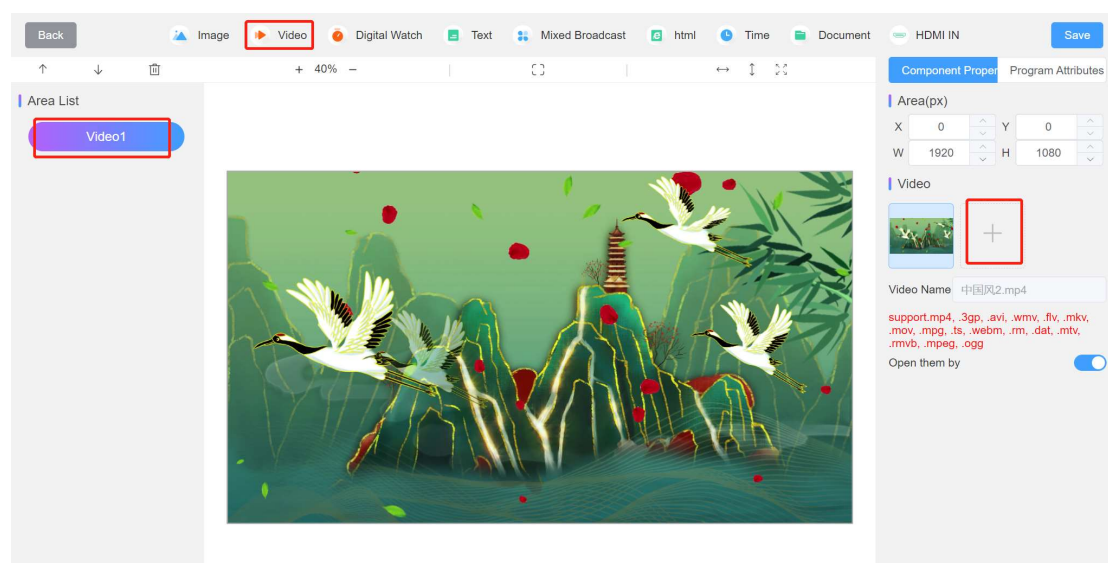 Back Image Video Digital Watch Text Mixed Broadcast html Time Document HDMI IN Save
+ 40% −
Component Proper Program Attributes
Area List
Video1
Area(px)
X 0 Y 0
W 1920 H 1080
Video
Video Name 中国风2.mp4
support.mp4, .3gp, .avi, .wmv, .flv, .mkv,
.mov, .mpg, .ts, .webm, .rm, .dat, .mtv,
.rmvb, .mpeg, .ogg
Open them by